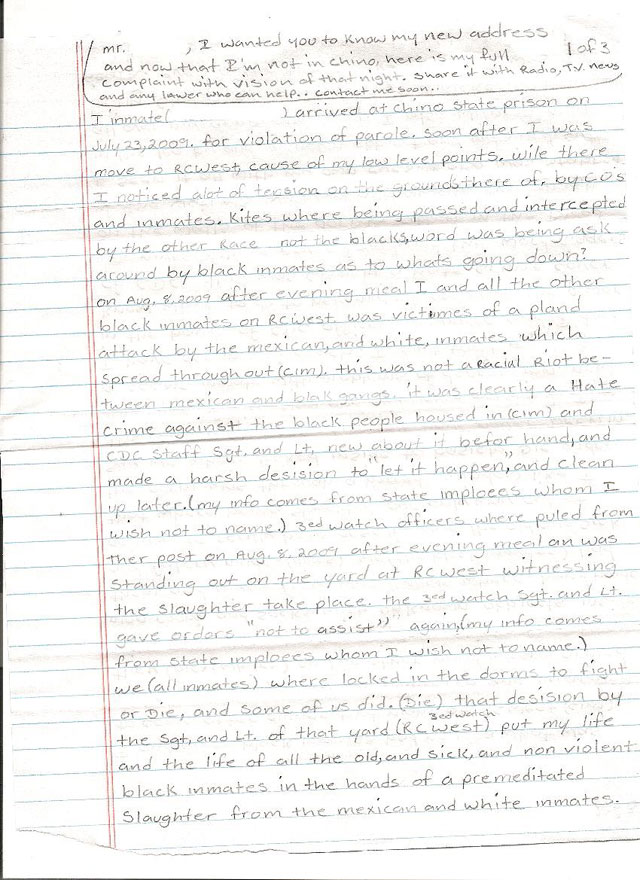 mr. , I wanted you to know my new address
and now that I'm not in chino, here is my full 1 of 3
complaint with vision of that night. share it with Radio, T.V. news
and any lawer who can help.. contact me soon..
I inmate( ) arrived at chino state prison on
July 23, 2009. for violation of parole. soon after I was
move to RCwest, cause of my low level points. wile there
I noticed alot of tension on the grounds there of. by CO's
and inmates. Kites where being passed and intercepted
by the other Race not the blacks, word was being ask
around by black inmates as to whats going down?
on Aug. 8, 2009 after evening meal I and all the other
black inmates on RCwest was victimes of a pland
attack by the mexican, and white, inmates which
spread throughout (CIM). this was not a Racial Riot be-
tween mexican and blak gangs. it was clearly a Hate
crime against the black people housed in (CIM) and
CDC Staff Sgt. and Lt. new about it befor hand, and
made a harsh desision to "let it happen," and clean
up later. (my info comes from state imploees whom I
wish not to name.) 3ed watch officers where puled from
ther post on Aug. 8. 2009 after evening meal an was
standing out on the yard at RCwest witnessing
the slaughter take place. the 3ed watch Sgt. and Lt.
gave ordors "not to assist" again, (my info comes
from state imploees whom I wish not to name.)
we (all inmates) where locked in the dorms to fight
or Die, and some of us did. (Die) that desision by
the Sgt, and Lt. of that yard (RC west) 3ed watch put my life
and the life of all the old, and sick, and non violent
black inmates in the hands of a premeditated
Slaughter from the mexican and white inmates.